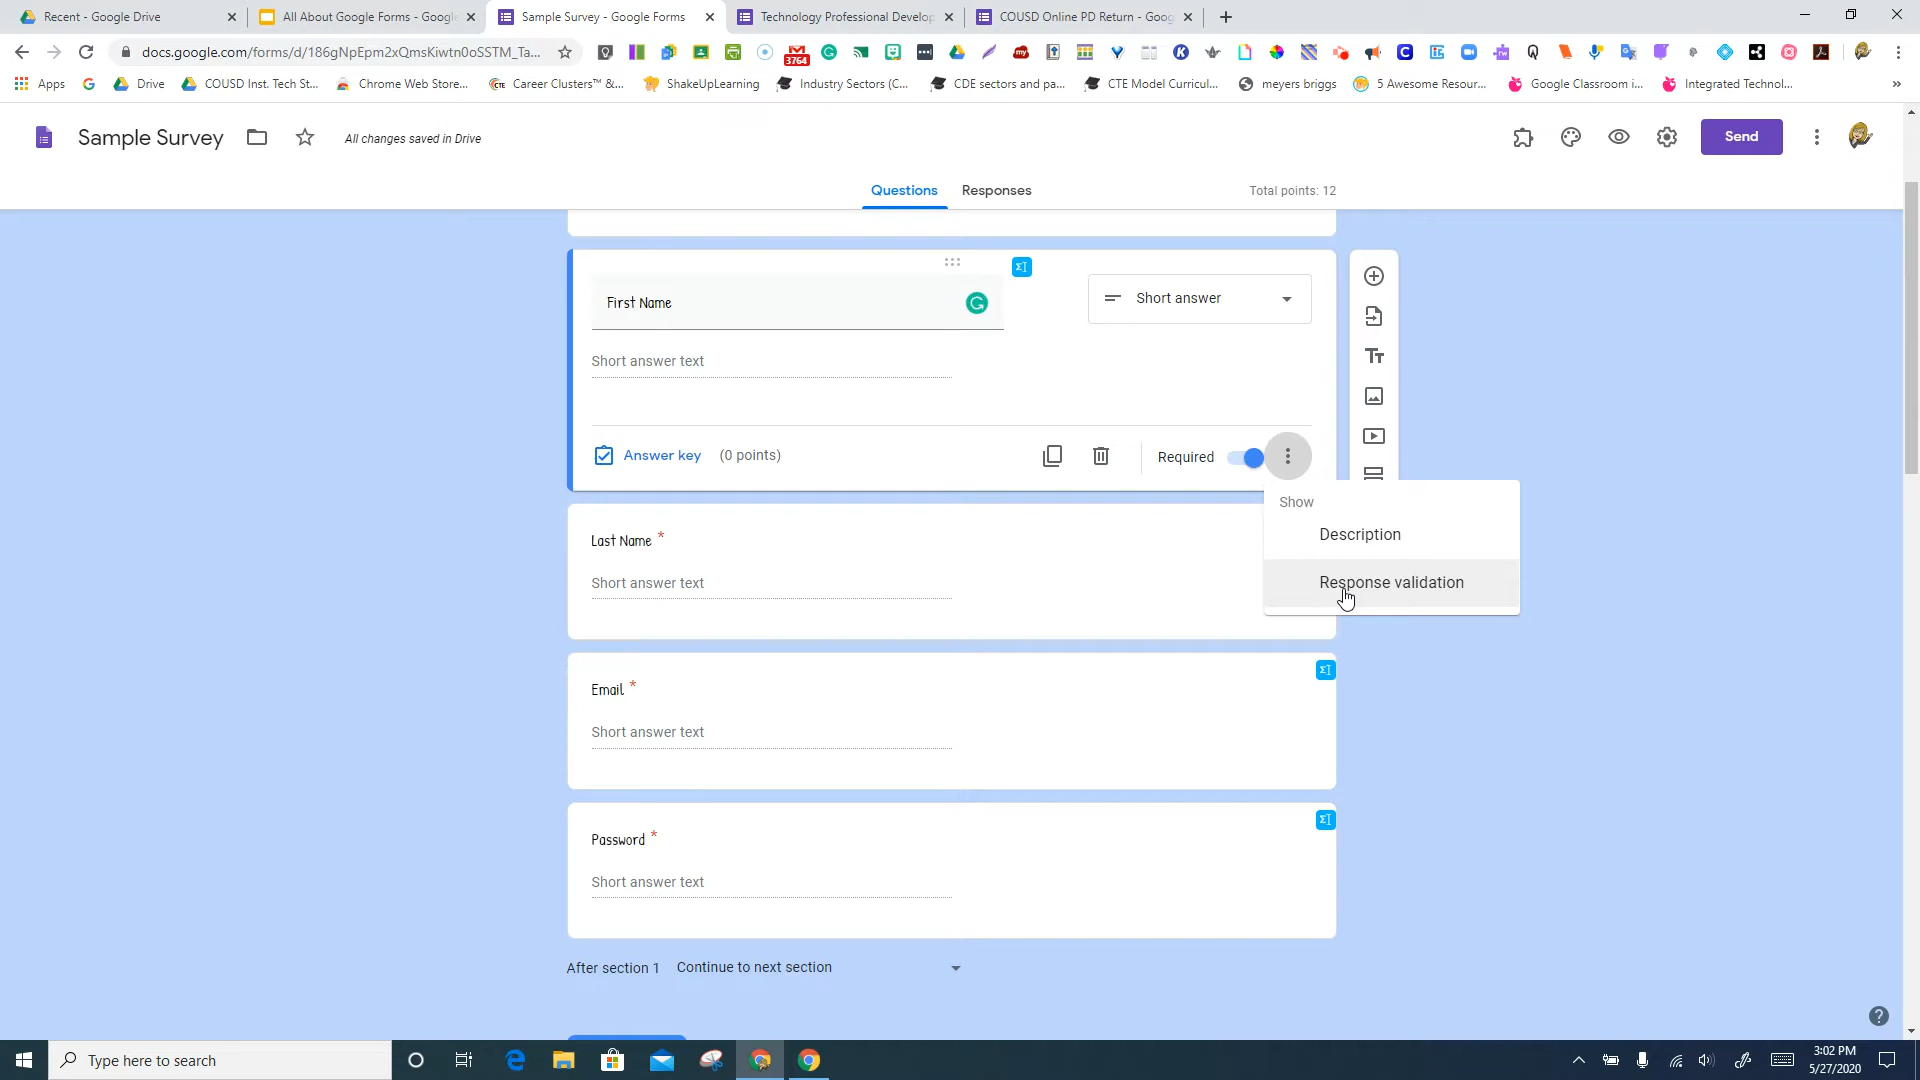 Recent - Google Drive
All About Google Forms - Google
Sample Survey - Google Forms
Technology Professional Develop
COUSD Online PD Return - Goog
docs.google.com/forms/d/186gNpEpm2xQmsKiwtn0oSSTM_Ta...
3764
Apps
Drive
COUSD Inst. Tech St...
Chrome Web Store...
Career Clusters™ &...
ShakeUpLearning
Industry Sectors (C...
CDE sectors and pa...
CTE Model Curricul...
meyers briggs
5 Awesome Resour...
Google Classroom i...
Integrated Technol...
Sample Survey
All changes saved in Drive
Send
Questions
Responses
Total points: 12
First Name
Short answer
Short answer text
Answer key
(0 points)
Required
Show
Description
Response validation
Last Name *
Short answer text
Email *
Short answer text
Password *
Short answer text
After section 1
Continue to next section
Type here to search
3:02 PM
5/27/2020